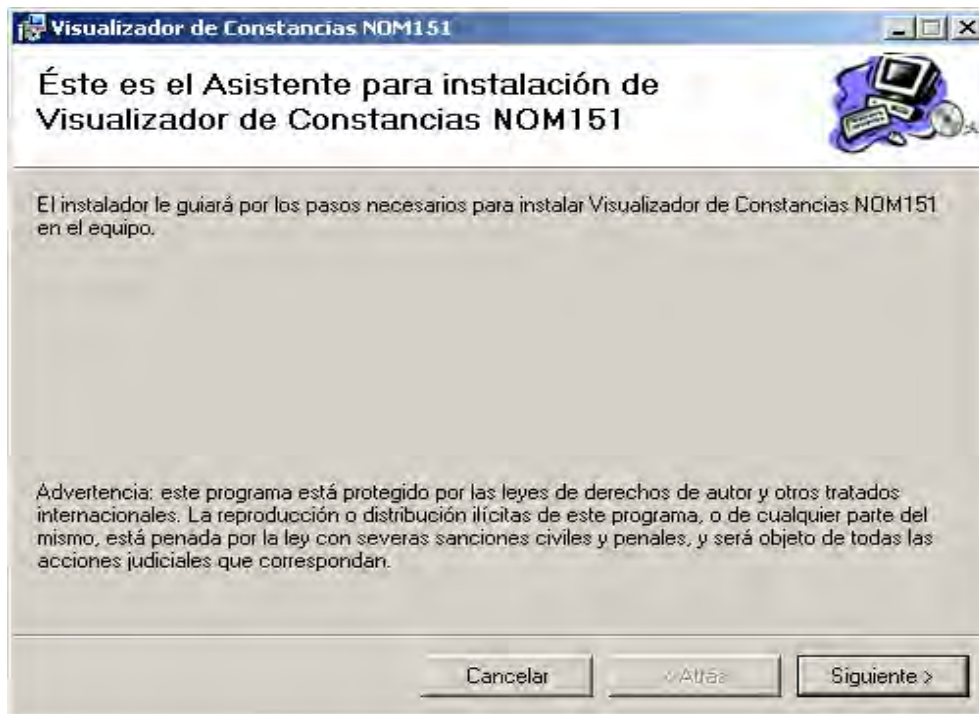 Visualizador de Constancias NOM151
Éste es el Asistente para instalación de
Visualizador de Constancias NOM151
El instalador le guiará por los pasos necesarios para instalar Visualizador de Constancias NOM151
en el equipo.
Advertencia: este programa está protegido por las leyes de derechos de autor y otros tratados
internacionales. La reproducción o distribución ilícitas de este programa, o de cualquier parte del
mismo, está penada por la ley con severas sanciones civiles y penales, y será objeto de todas las
acciones judiciales que correspondan.
Cancelar
< Atrás
Siguiente >